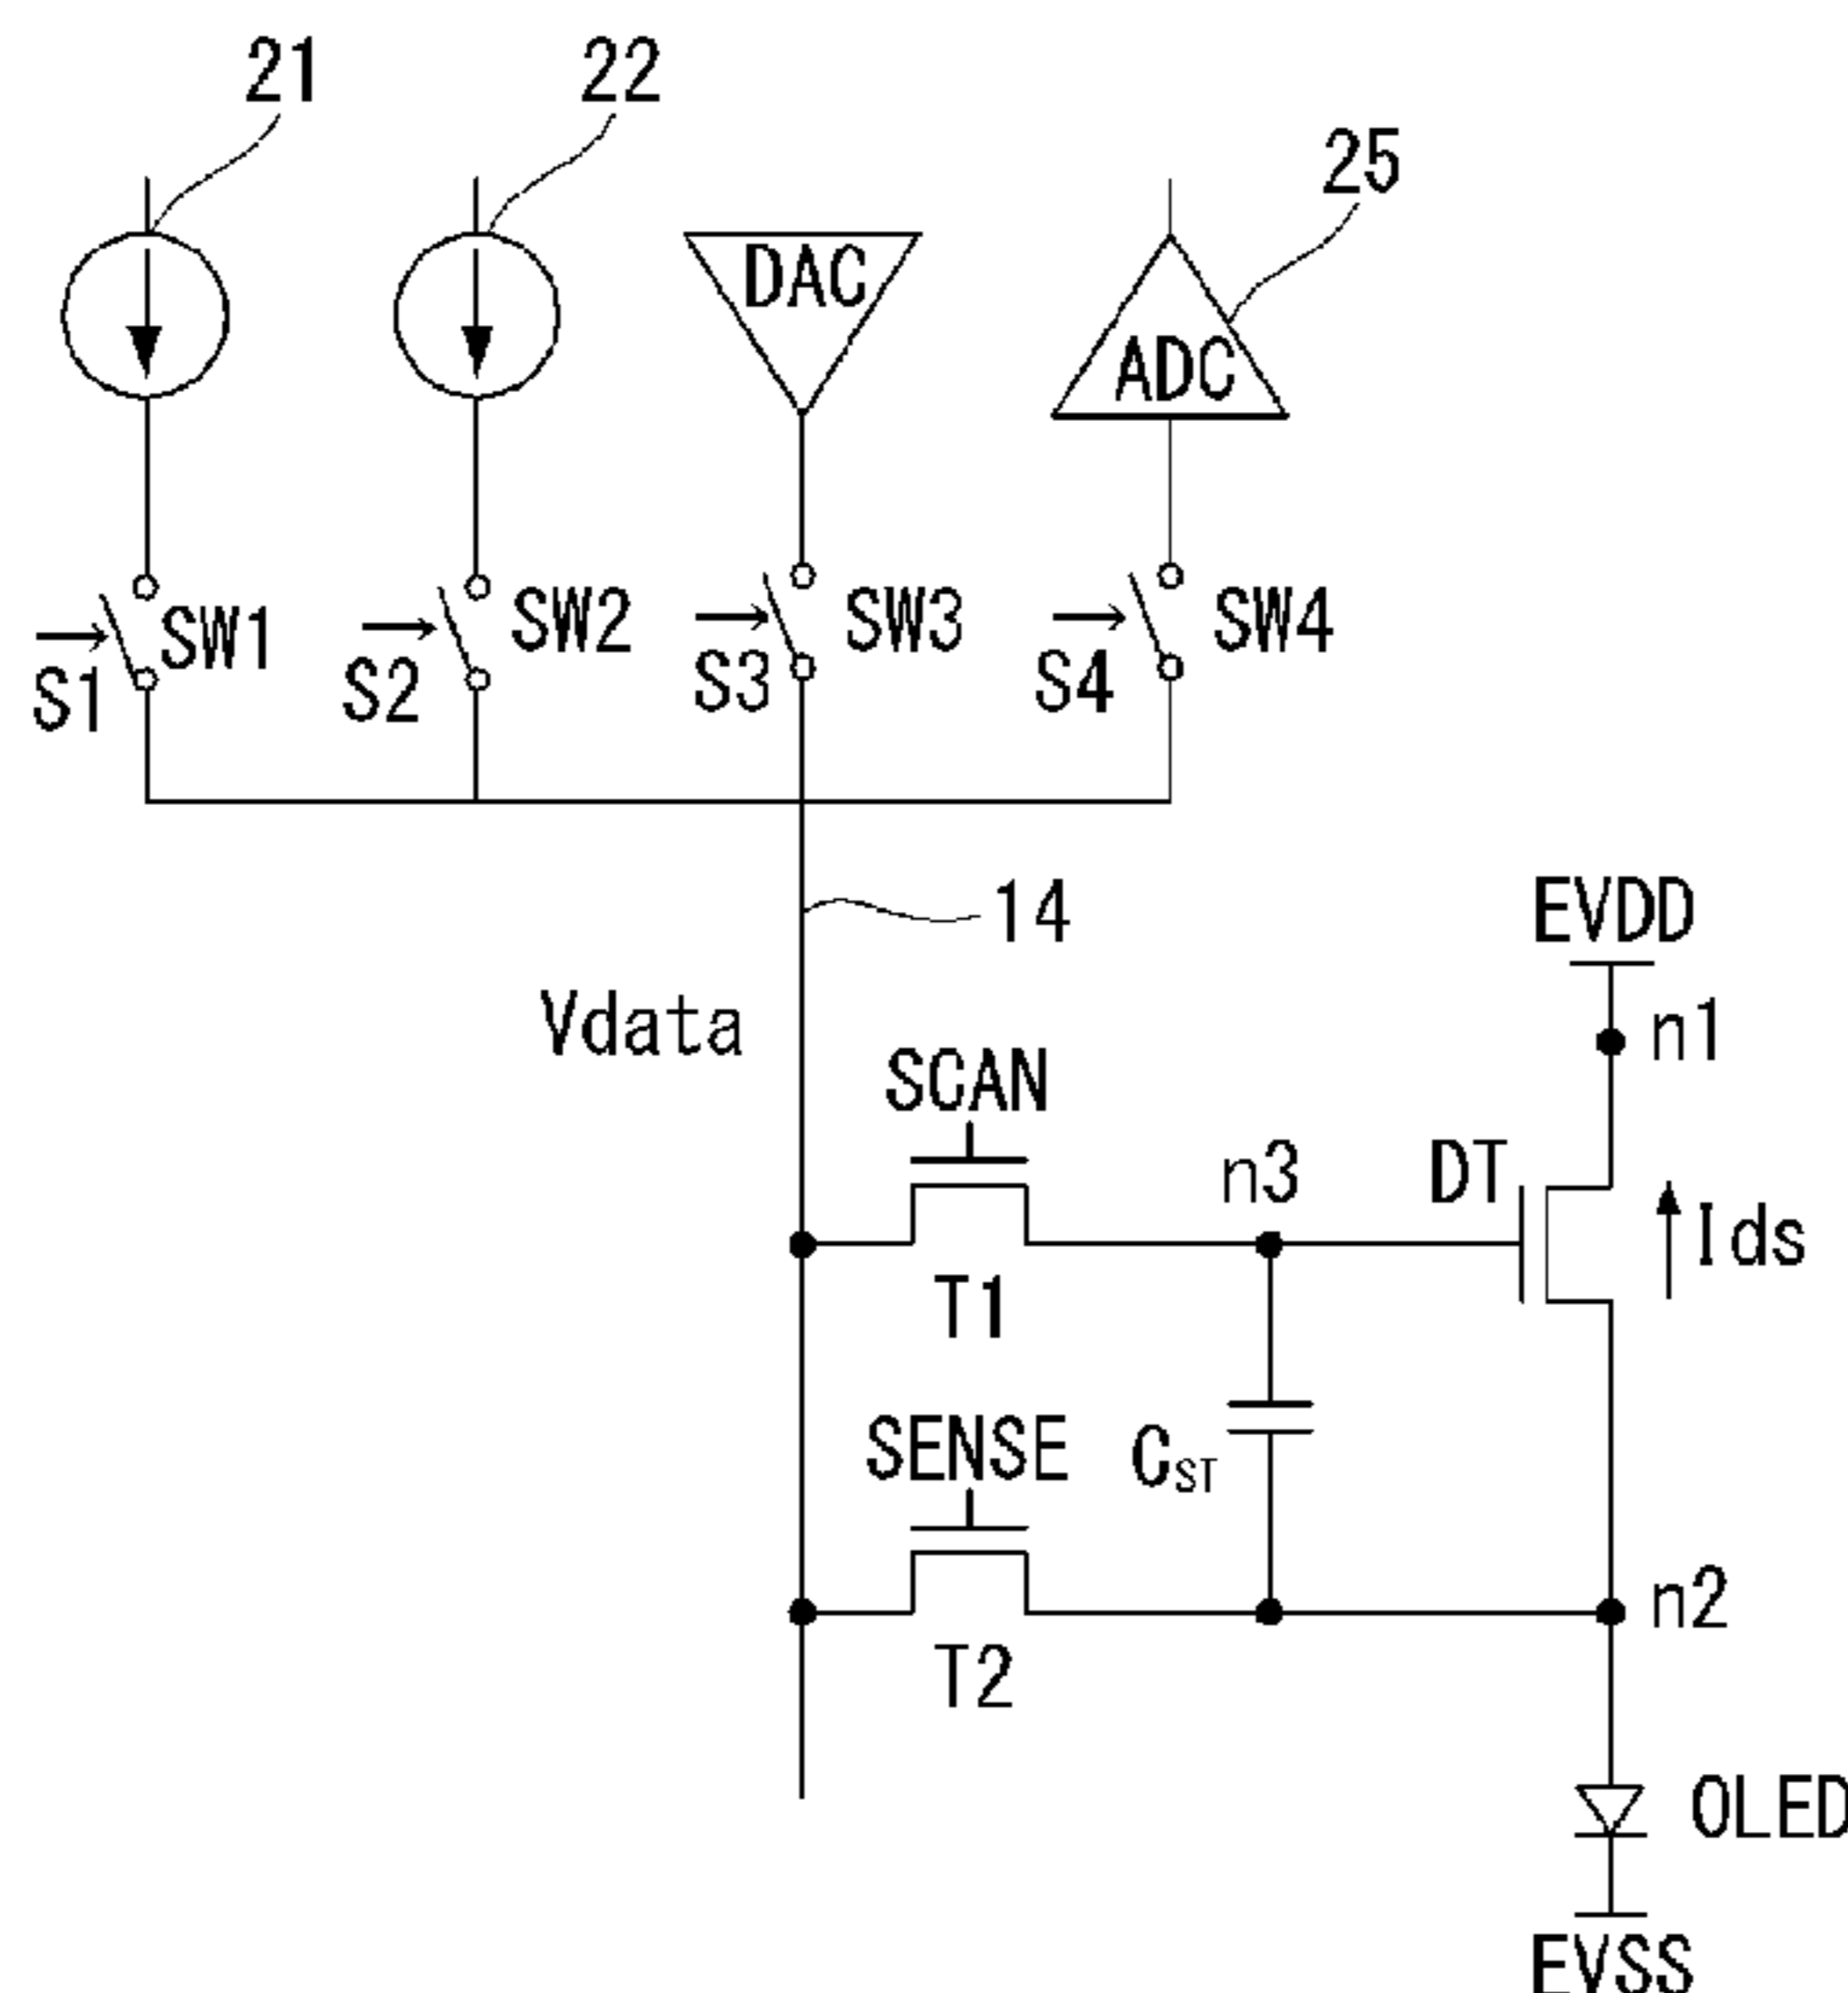 21
22
25
DAC
ADC
SW1
SW2
SW3
SW4
S1
S2
S3
S4
14
EVDD
Vdata
n1
SCAN
n3
DT
Ids
T1
SENSE
CST
n2
T2
OLED
EVSS